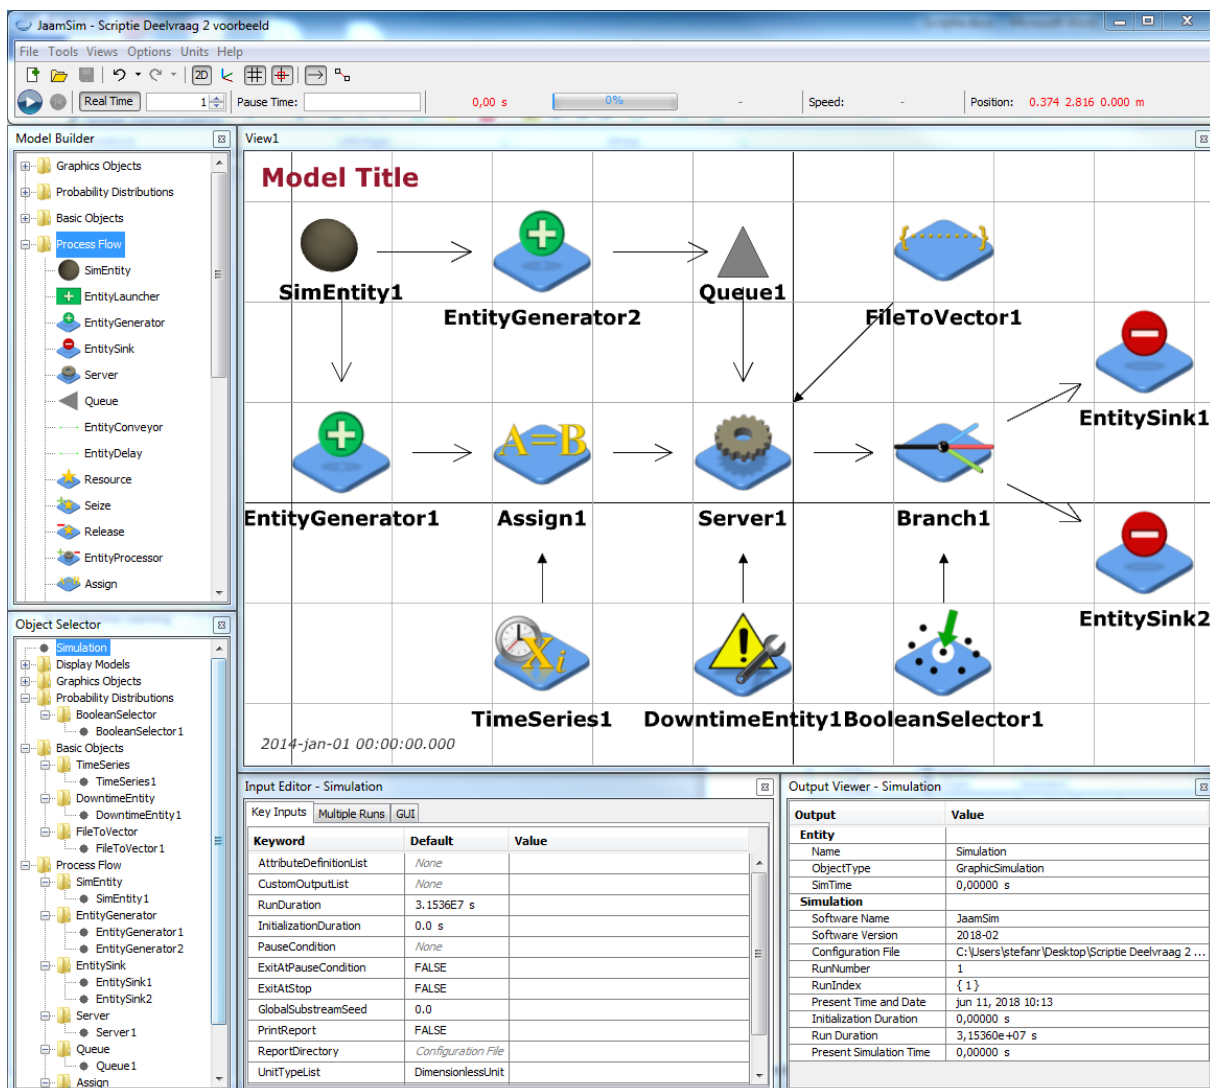 JaamSim - Scriptie Deelvraag 2 voorbeeld
File Tools Views Options Units Help
2D
Real Time 1 Pause Time: 0,00 s 0% - Speed: - Position: 0.374 2.816 0.000 m
Model Builder
Graphics Objects
Probability Distributions
Basic Objects
Process Flow
SimEntity
EntityLauncher
EntityGenerator
EntitySink
Server
Queue
EntityConveyor
EntityDelay
Resource
Seize
Release
EntityProcessor
Assign
View1
Model Title
SimEntity1
EntityGenerator2
Queue1
FileToVector1
EntitySink1
EntityGenerator1
A=B
Assign1
Server1
Branch1
EntitySink2
Xi
TimeSeries1
DowntimeEntity1
BooleanSelector1
2014-jan-01 00:00:00.000
Object Selector
Simulation
Display Models
Graphics Objects
Probability Distributions
BooleanSelector
BooleanSelector1
Basic Objects
TimeSeries
TimeSeries1
DowntimeEntity
DowntimeEntity1
FileToVector
FileToVector1
Process Flow
SimEntity
SimEntity1
EntityGenerator
EntityGenerator1
EntityGenerator2
EntitySink
EntitySink1
EntitySink2
Server
Server1
Queue
Queue1
Assign
Input Editor - Simulation
Key Inputs Multiple Runs GUI
Keyword Default Value
AttributeDefinitionList None
CustomOutputList None
RunDuration 3.1536E7 s
InitializationDuration 0.0 s
PauseCondition None
ExitAtPauseCondition FALSE
ExitAtStop FALSE
GlobalSubstreamSeed 0.0
PrintReport FALSE
ReportDirectory Configuration File
UnitTypeList DimensionlessUnit
Output Viewer - Simulation
Output Value
Entity
Name Simulation
ObjectType GraphicSimulation
SimTime 0,00000 s
Simulation
Software Name JaamSim
Software Version 2018-02
Configuration File C:\Users\stefanr\Desktop\Scriptie Deelvraag 2 ...
RunNumber 1
RunIndex { 1 }
Present Time and Date jun 11, 2018 10:13
Initialization Duration 0,00000 s
Run Duration 3,15360e+07 s
Present Simulation Time 0,00000 s